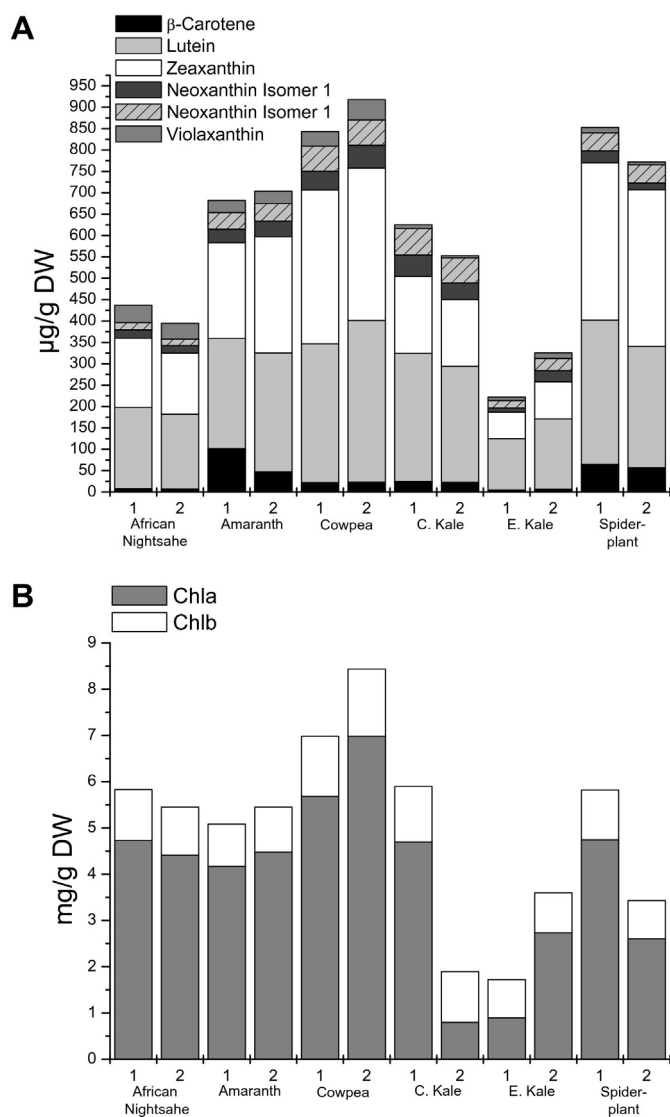 A
β-Carotene
Lutein
Zeaxanthin
Neoxanthin Isomer 1
Neoxanthin Isomer 1
Violaxanthin
950
900
850
800
750
700
650
600
550
500
450
400
350
300
250
200
150
100
50
0
µg/g DW
1 2 1 2 1 2 1 2 1 2 1 2
African Amaranth Cowpea C. Kale E. Kale Spider-
Nightsahe plant
B
Chla
Chlb
9
8
7
6
5
4
3
2
1
0
mg/g DW
1 2 1 2 1 2 1 2 1 2 1 2
African Amaranth Cowpea C. Kale E. Kale Spider-
Nightsahe plant